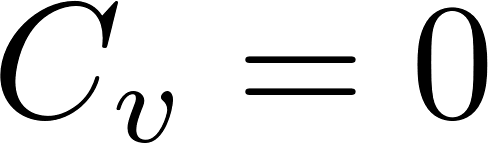 C_v = 0